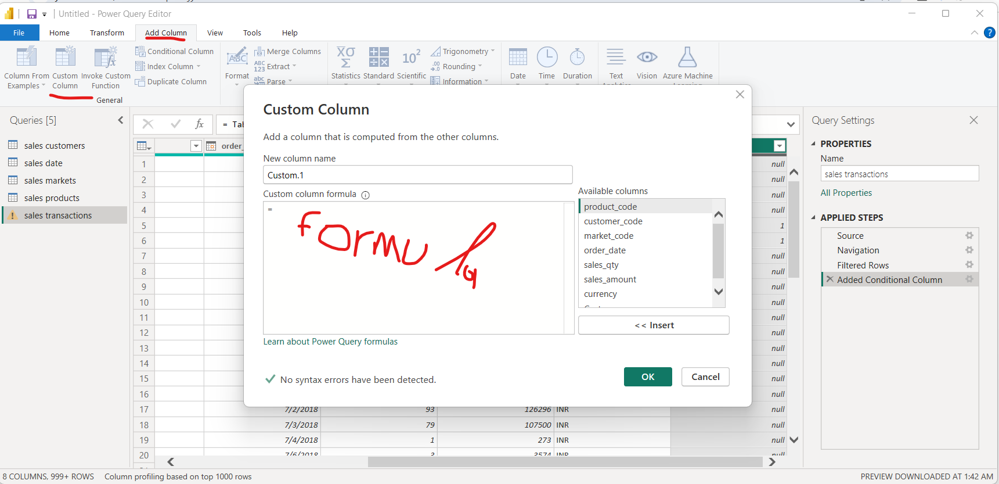 Untitled - Power Query Editor
File Home Transform Add Column View Tools Help
Column From Examples
Custom Column
Invoke Custom Function
Conditional Column
Index Column
Duplicate Column
General
Format
Merge Columns
ABC
123 Extract
abc Parse
Statistics
Standard
10² Scientific
Trigonometry
Rounding
Information
Date
Time
Duration
Text
Vision
Azure Machine
Queries [5]
sales customers
sales date
sales markets
sales products
sales transactions
fx
= Tal
order_
1 null
2 null
3 null
4 null
5 1
6 1
7 null
8 null
9 null
10 null
11 null
12 null
13 null
14 null
15 null
16 null
17 7/2/2018 93 126296 INR null
18 7/3/2018 79 107500 INR null
19 7/4/2018 1 273 INR null
20 7/6/2018 3 3574 INR null
Custom Column
Add a column that is computed from the other columns.
New column name
Custom.1
Custom column formula
=
Formula
Available columns
product_code
customer_code
market_code
order_date
sales_qty
sales_amount
currency
<< Insert
Learn about Power Query formulas
No syntax errors have been detected.
OK
Cancel
Query Settings
PROPERTIES
Name
sales transactions
All Properties
APPLIED STEPS
Source
Navigation
Filtered Rows
Added Conditional Column
8 COLUMNS, 999+ ROWS Column profiling based on top 1000 rows
PREVIEW DOWNLOADED AT 1:42 AM